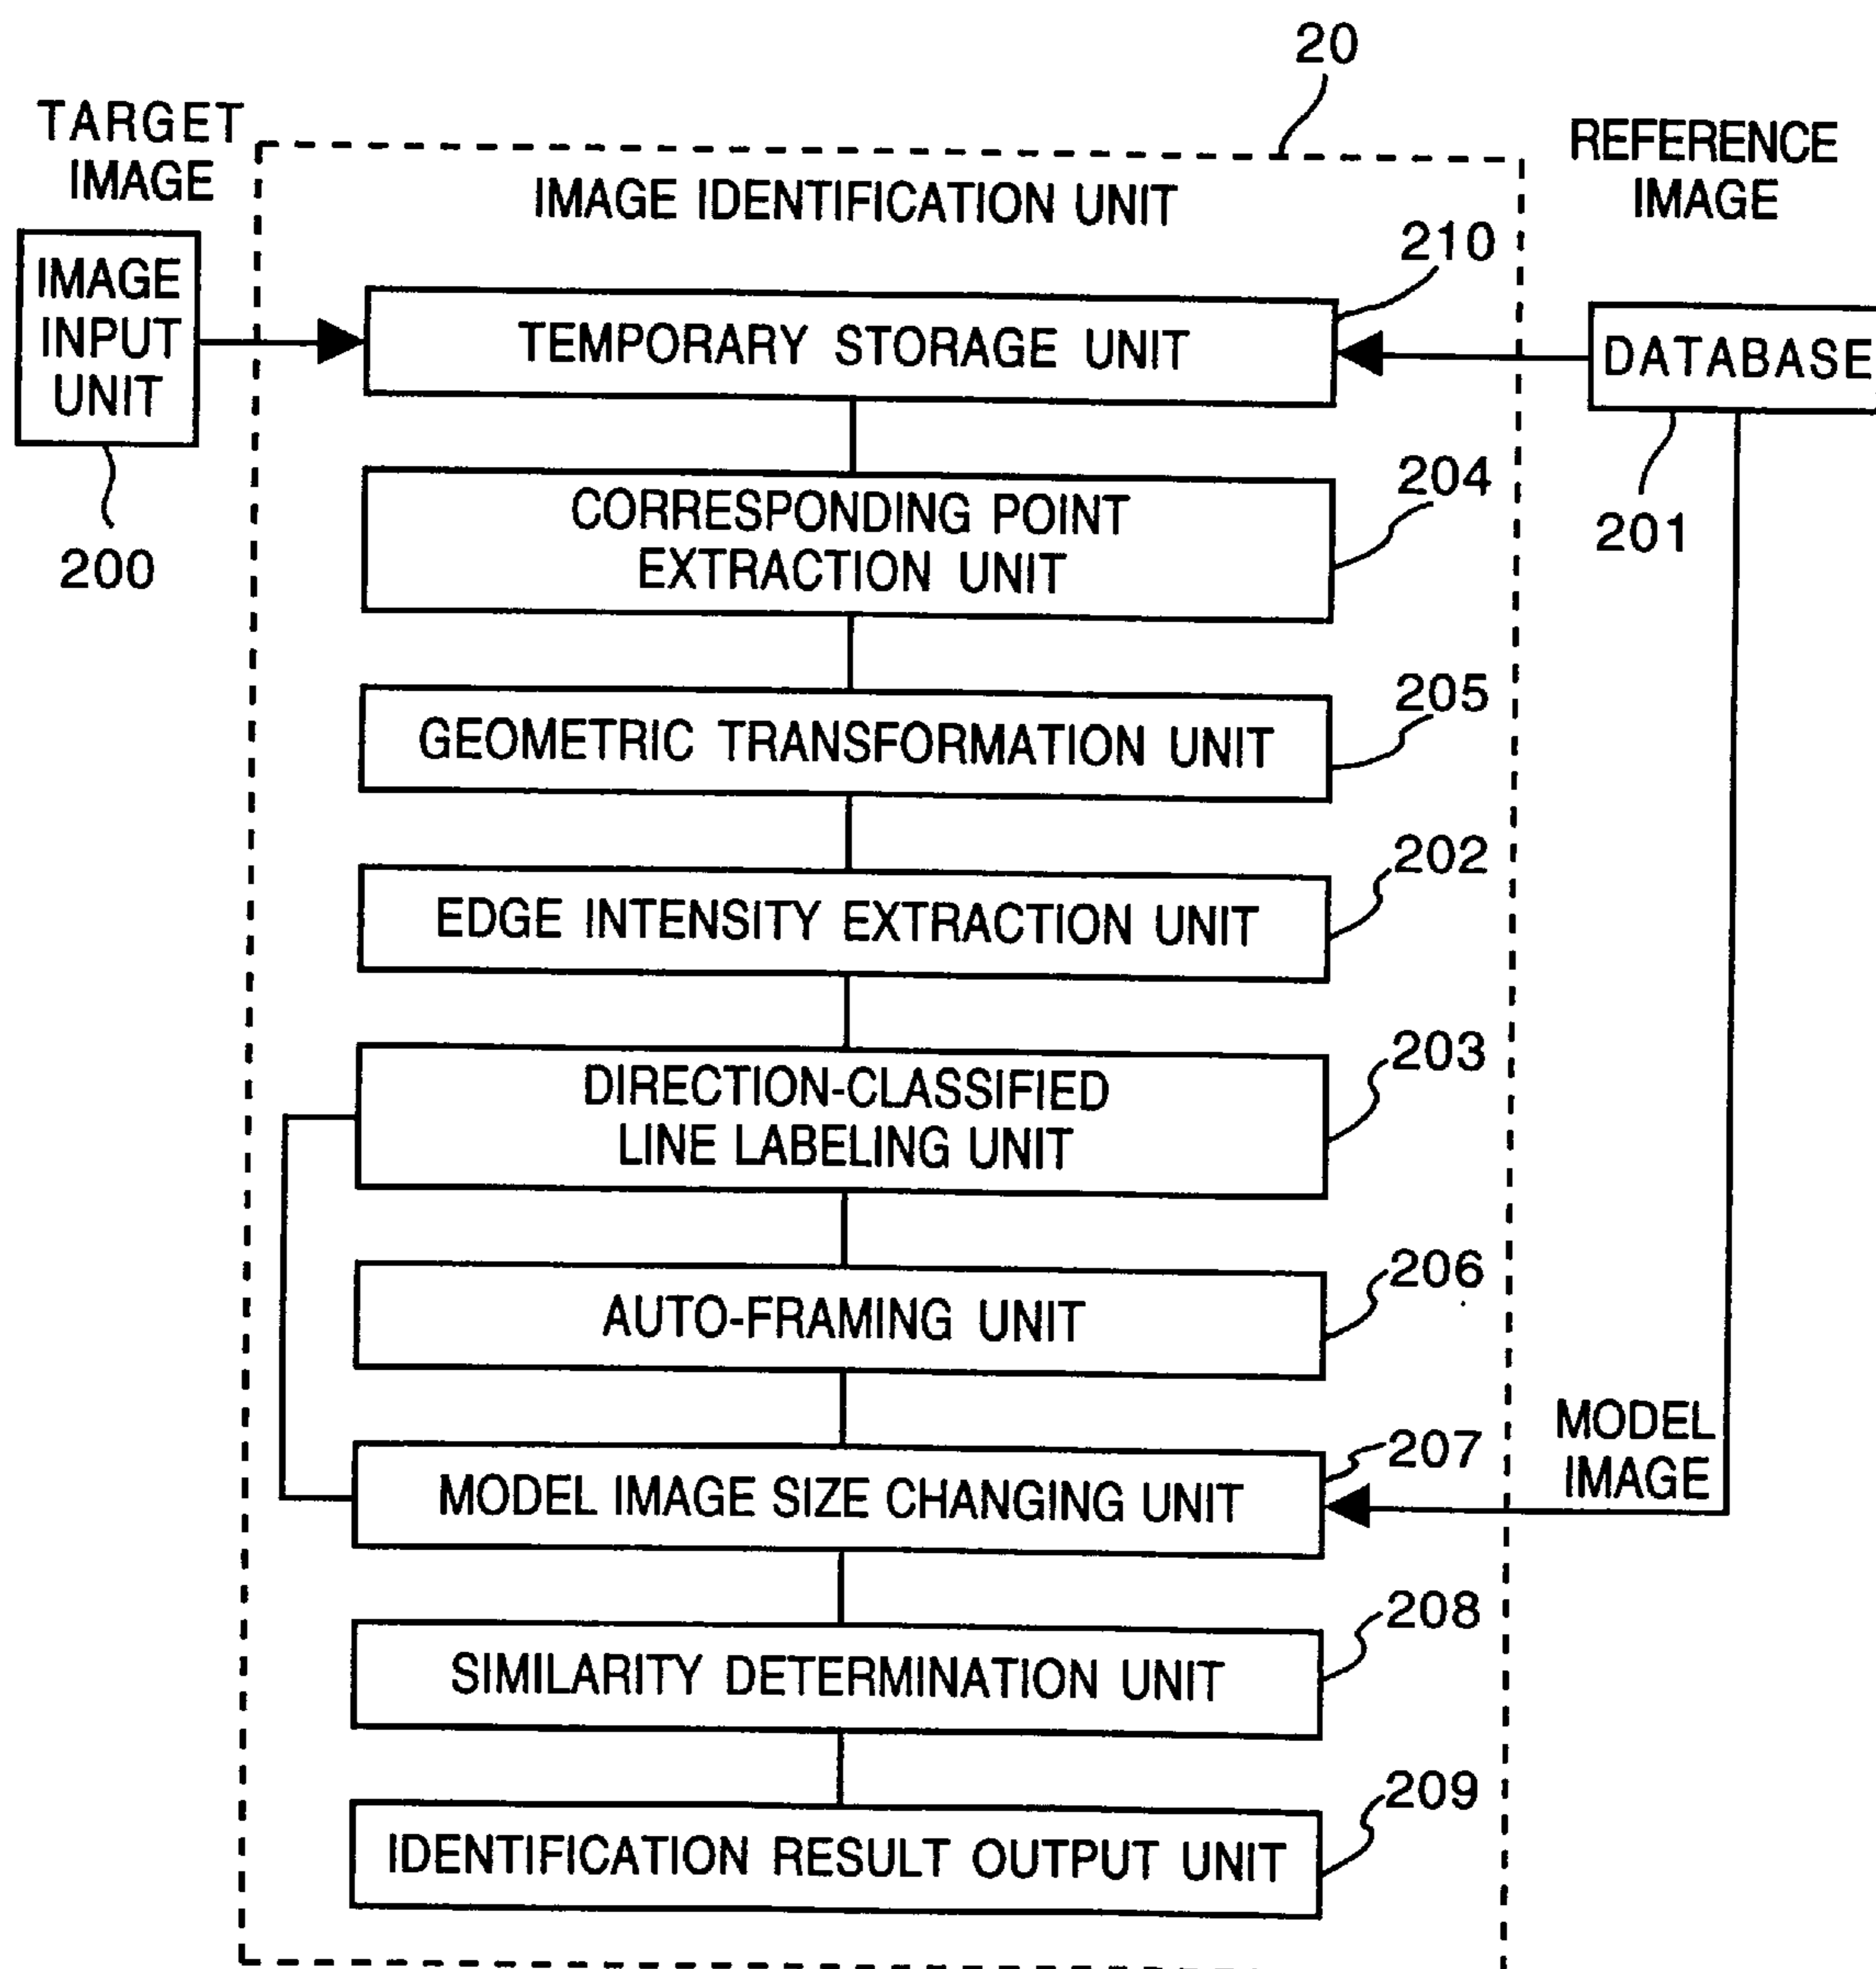 20
TARGET
IMAGE
REFERENCE
IMAGE
IMAGE IDENTIFICATION UNIT
210
IMAGE
INPUT
UNIT
TEMPORARY STORAGE UNIT
DATABASE
200
201
204
CORRESPONDING POINT
EXTRACTION UNIT
205
GEOMETRIC TRANSFORMATION UNIT
202
EDGE INTENSITY EXTRACTION UNIT
203
DIRECTION-CLASSIFIED
LINE LABELING UNIT
206
AUTO-FRAMING UNIT
207
MODEL
IMAGE
MODEL IMAGE SIZE CHANGING UNIT
208
SIMILARITY DETERMINATION UNIT
209
IDENTIFICATION RESULT OUTPUT UNIT